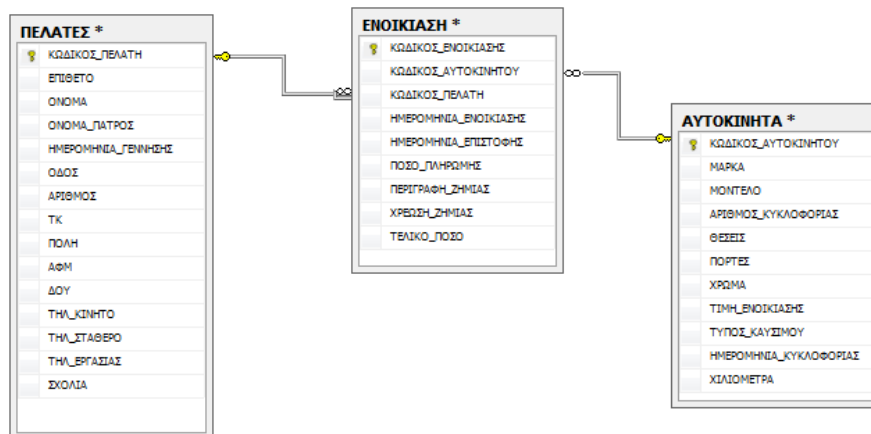 ΠΕΛΑΤΕΣ *
ΚΩΔΙΚΟΣ_ΠΕΛΑΤΗ
ΕΠΙΘΕΤΟ
ΟΝΟΜΑ
ΟΝΟΜΑ_ΠΑΤΡΟΣ
ΗΜΕΡΟΜΗΝΙΑ_ΓΕΝΝΗΣΗΣ
ΟΔΟΣ
ΑΡΙΘΜΟΣ
ΤΚ
ΠΟΛΗ
ΑΦΜ
ΔΟΥ
ΤΗΛ_ΚΙΝΗΤΟ
ΤΗΛ_ΣΤΑΘΕΡΟ
ΤΗΛ_ΕΡΓΑΣΙΑΣ
ΣΧΟΛΙΑ
ΕΝΟΙΚΙΑΣΗ *
ΚΩΔΙΚΟΣ_ΕΝΟΙΚΙΑΣΗΣ
ΚΩΔΙΚΟΣ_ΑΥΤΟΚΙΝΗΤΟΥ
ΚΩΔΙΚΟΣ_ΠΕΛΑΤΗ
ΗΜΕΡΟΜΗΝΙΑ_ΕΝΟΙΚΙΑΣΗΣ
ΗΜΕΡΟΜΗΝΙΑ_ΕΠΙΣΤΟΦΗΣ
ΠΟΣΟ_ΠΛΗΡΩΜΗΣ
ΠΕΡΙΓΡΑΦΗ_ΖΗΜΙΑΣ
ΧΡΕΩΣΗ_ΖΗΜΙΑΣ
ΤΕΛΙΚΟ_ΠΟΣΟ
ΑΥΤΟΚΙΝΗΤΑ *
ΚΩΔΙΚΟΣ_ΑΥΤΟΚΙΝΗΤΟΥ
ΜΑΡΚΑ
ΜΟΝΤΕΛΟ
ΑΡΙΘΜΟΣ_ΚΥΚΛΟΦΟΡΙΑΣ
ΘΕΣΕΙΣ
ΠΟΡΤΕΣ
ΧΡΩΜΑ
ΤΙΜΗ_ΕΝΟΙΚΙΑΣΗΣ
ΤΥΠΟΣ_ΚΑΥΣΙΜΟΥ
ΗΜΕΡΟΜΗΝΙΑ_ΚΥΚΛΟΦΟΡΙΑΣ
ΧΙΛΙΟΜΕΤΡΑ